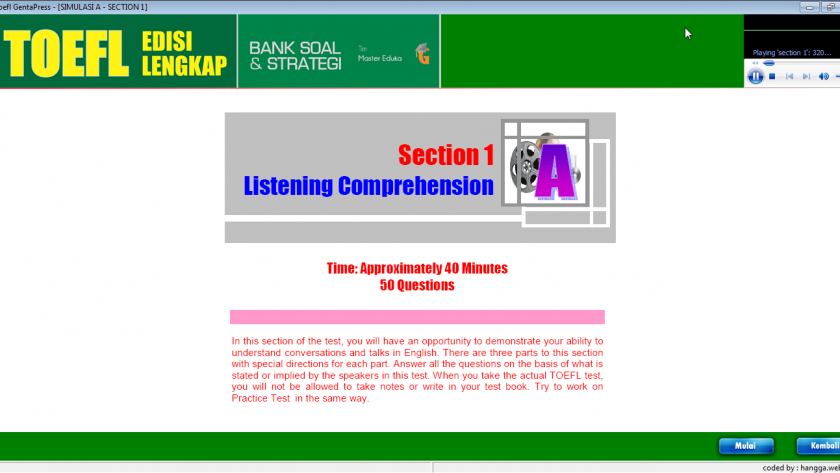 oefl GentaPress - [SIMULASI A - SECTION 1]
TOEFL EDISI LENGKAP
BANK SOAL & STRATEGI
Tim
Master Eduka
Playing 'section 1': 320...
Section 1
Listening Comprehension
A
Time: Approximately 40 Minutes
50 Questions
In this section of the test, you will have an opportunity to demonstrate your ability to
understand conversations and talks in English. There are three parts to this section
with special directions for each part. Answer all the questions on the basis of what is
stated or implied by the speakers in this test. When you take the actual TOEFL test,
you will not be allowed to take notes or write in your test book. Try to work on
Practice Test in the same way.
Mulai
Kembali
coded by : hangga.wei